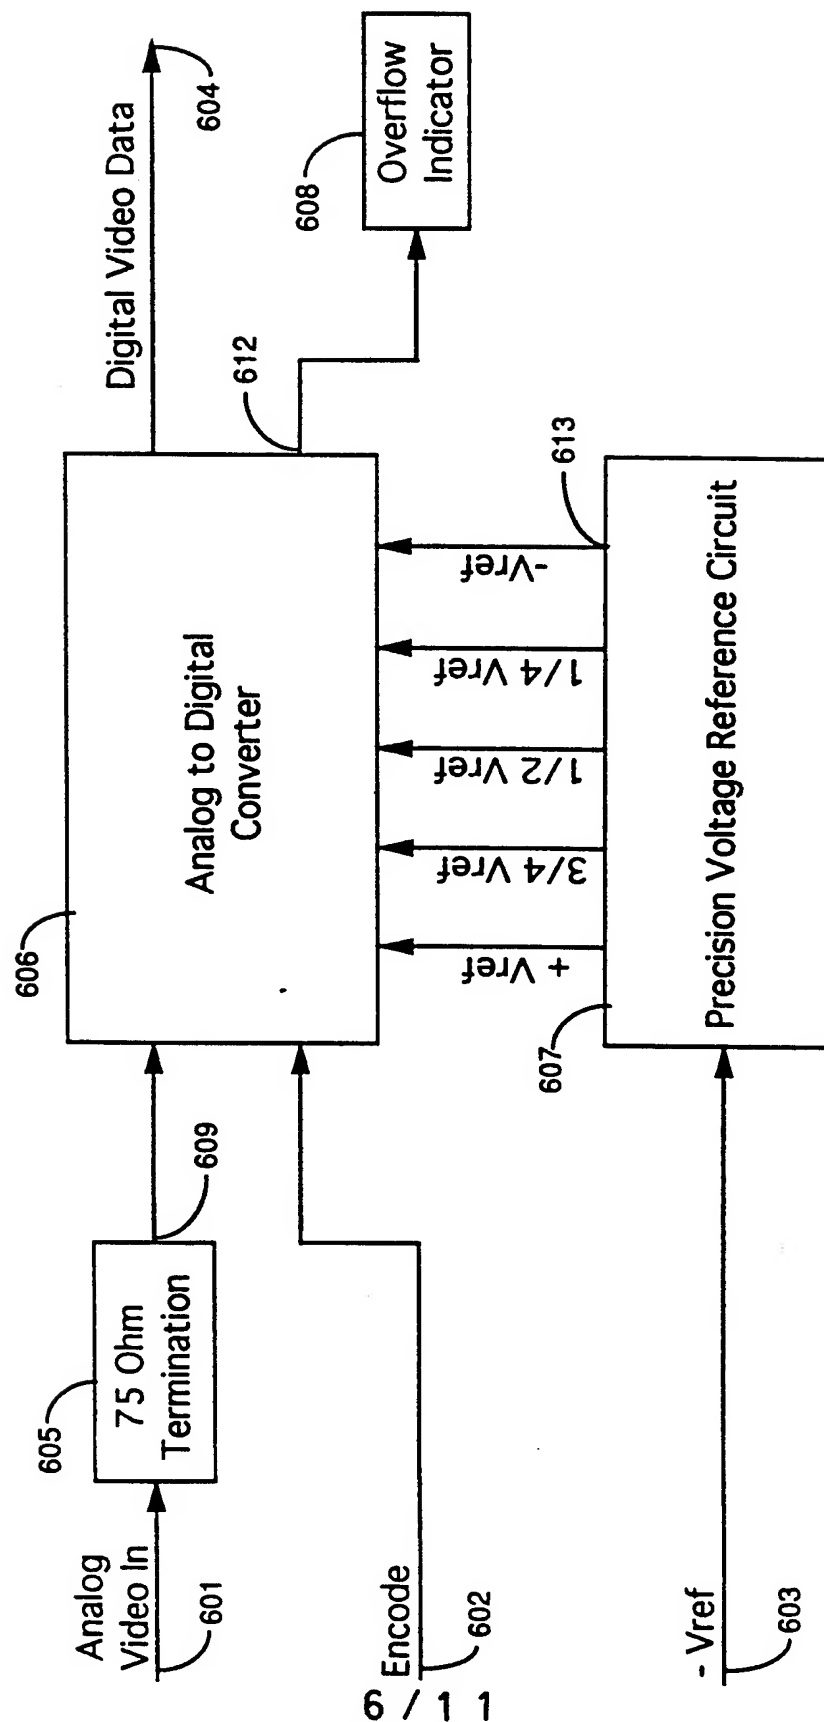 Analog
Video In
601
605
75 Ohm
Termination
609
Encode
602
606
Analog to Digital
Converter
Digital Video Data
604
612
608
Overflow
Indicator
+ Vref
3/4 Vref
1/2 Vref
1/4 Vref
-Vref
613
607
Precision Voltage Reference Circuit
- Vref
603
6 / 1 1